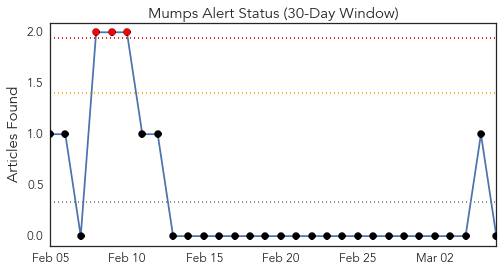 Mumps Alert Status (30-Day Window)
Articles Found
2.0
1.5
1.0
0.5
0.0
Feb 05 Feb 10 Feb 15 Feb 20 Feb 25 Mar 02